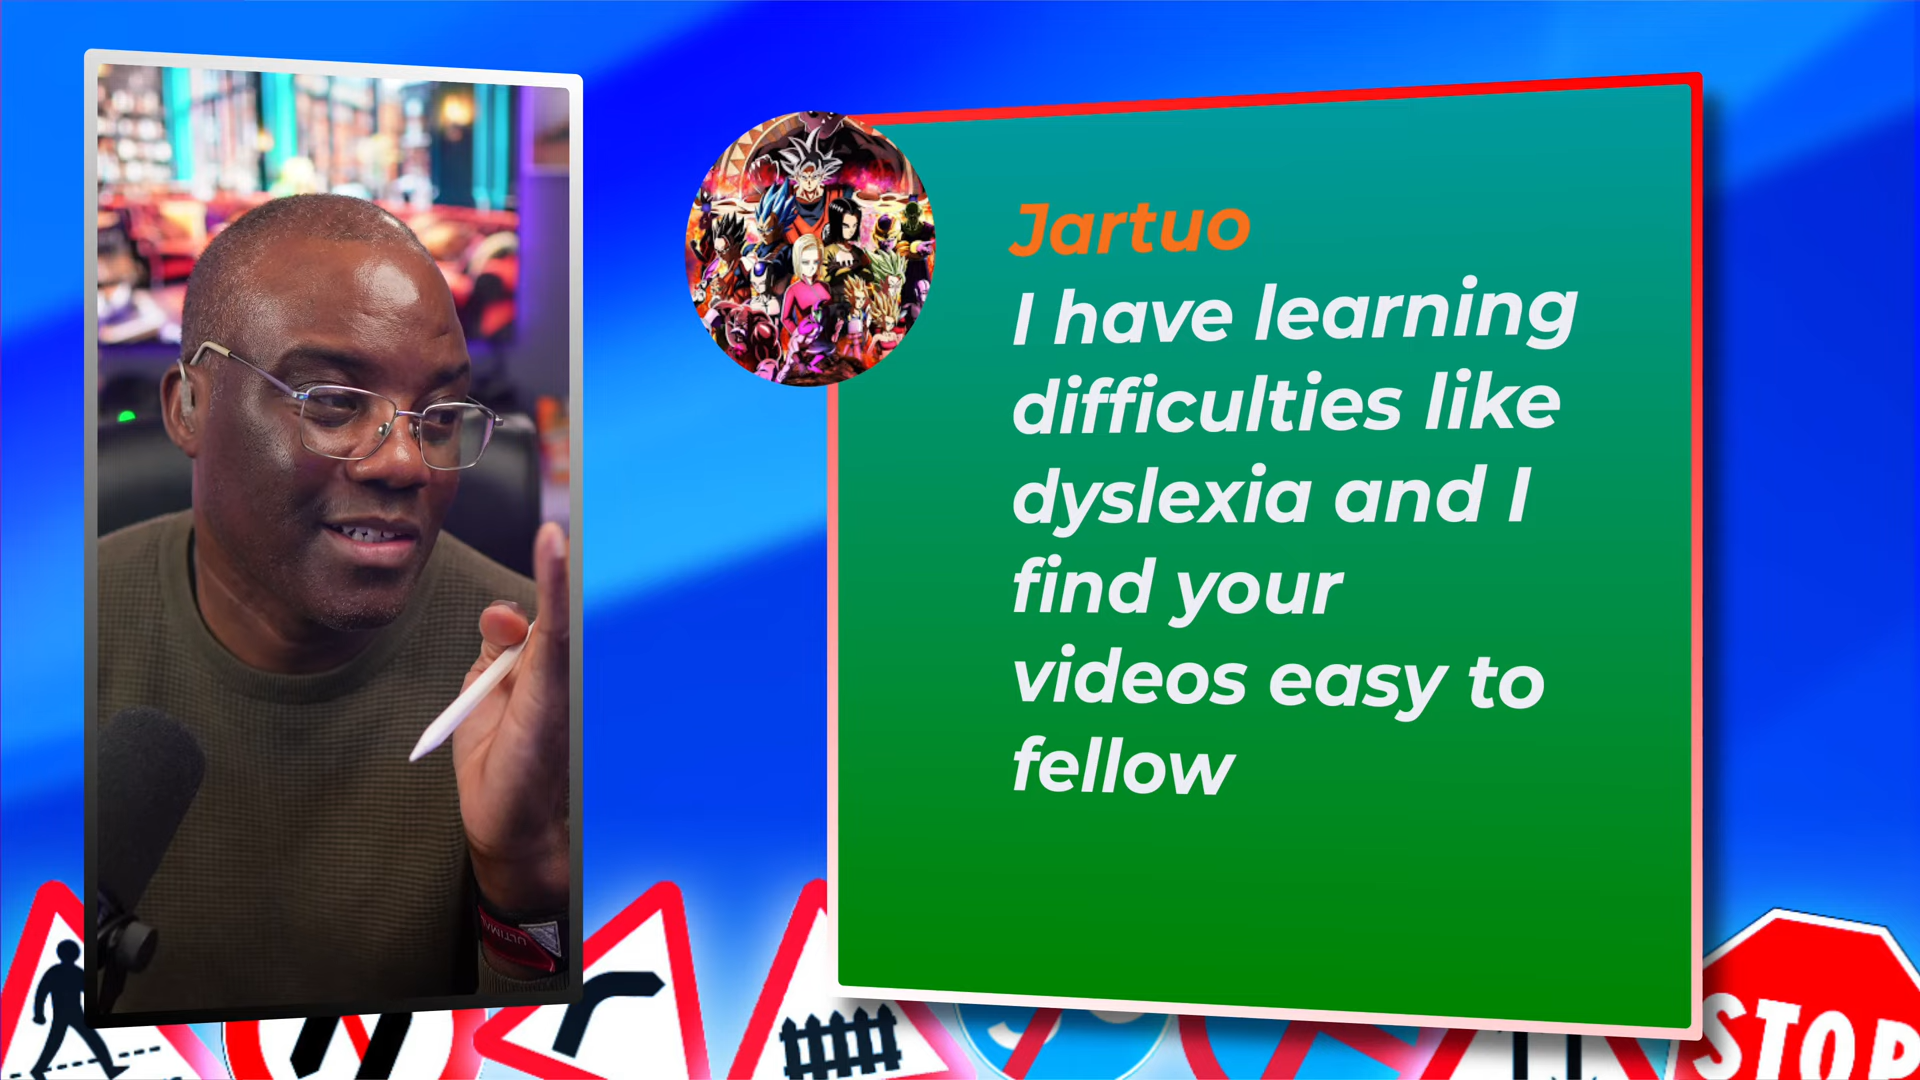 Jartuo
I have learning
difficulties like
dyslexia and I
find your
videos easy to
fellow
STOP